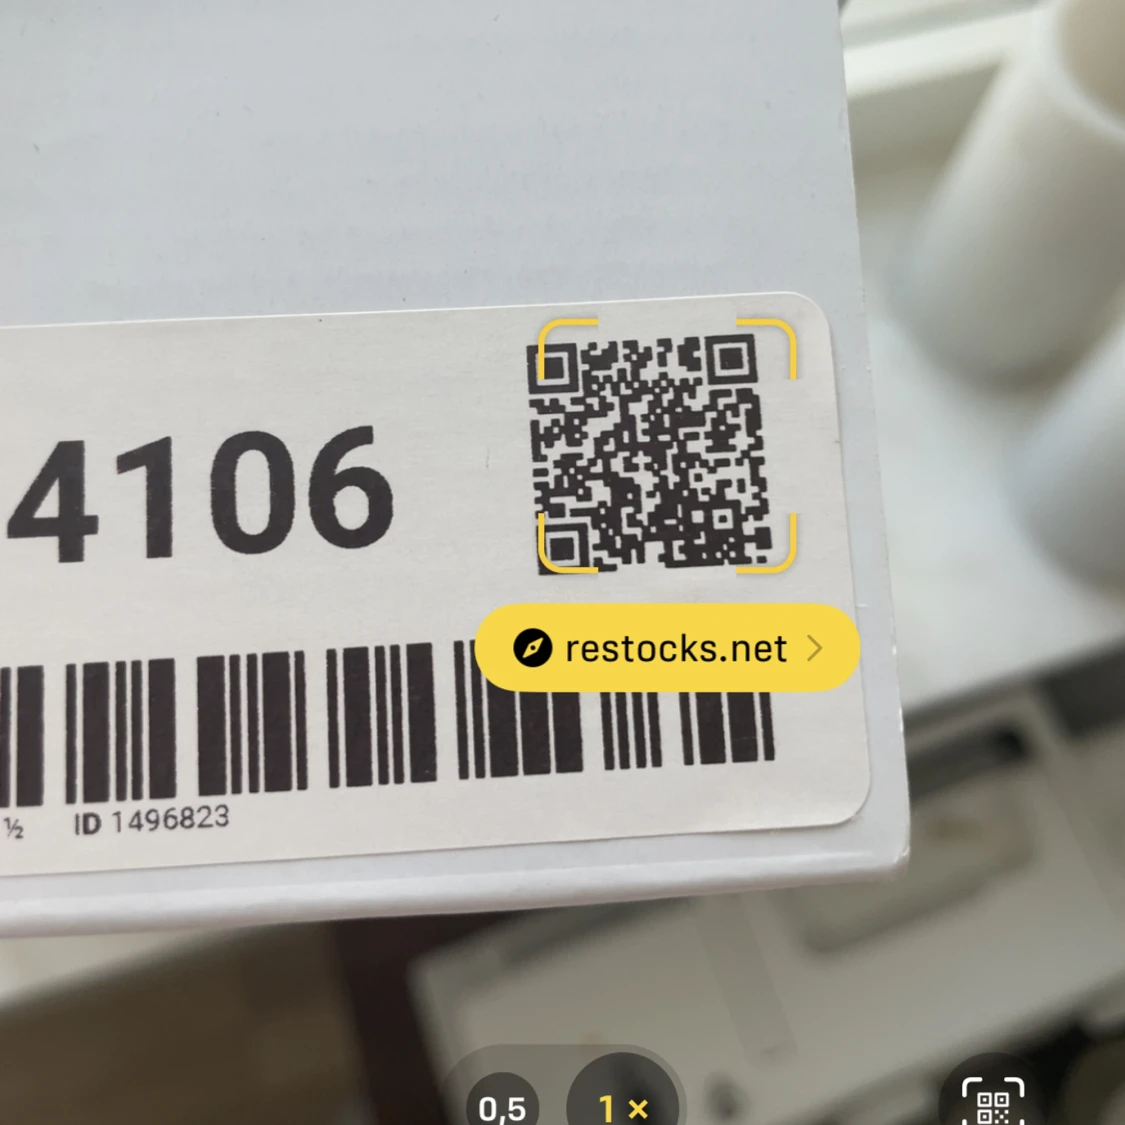 4106
restocks.net
½ ID 1496823
0,5 1×